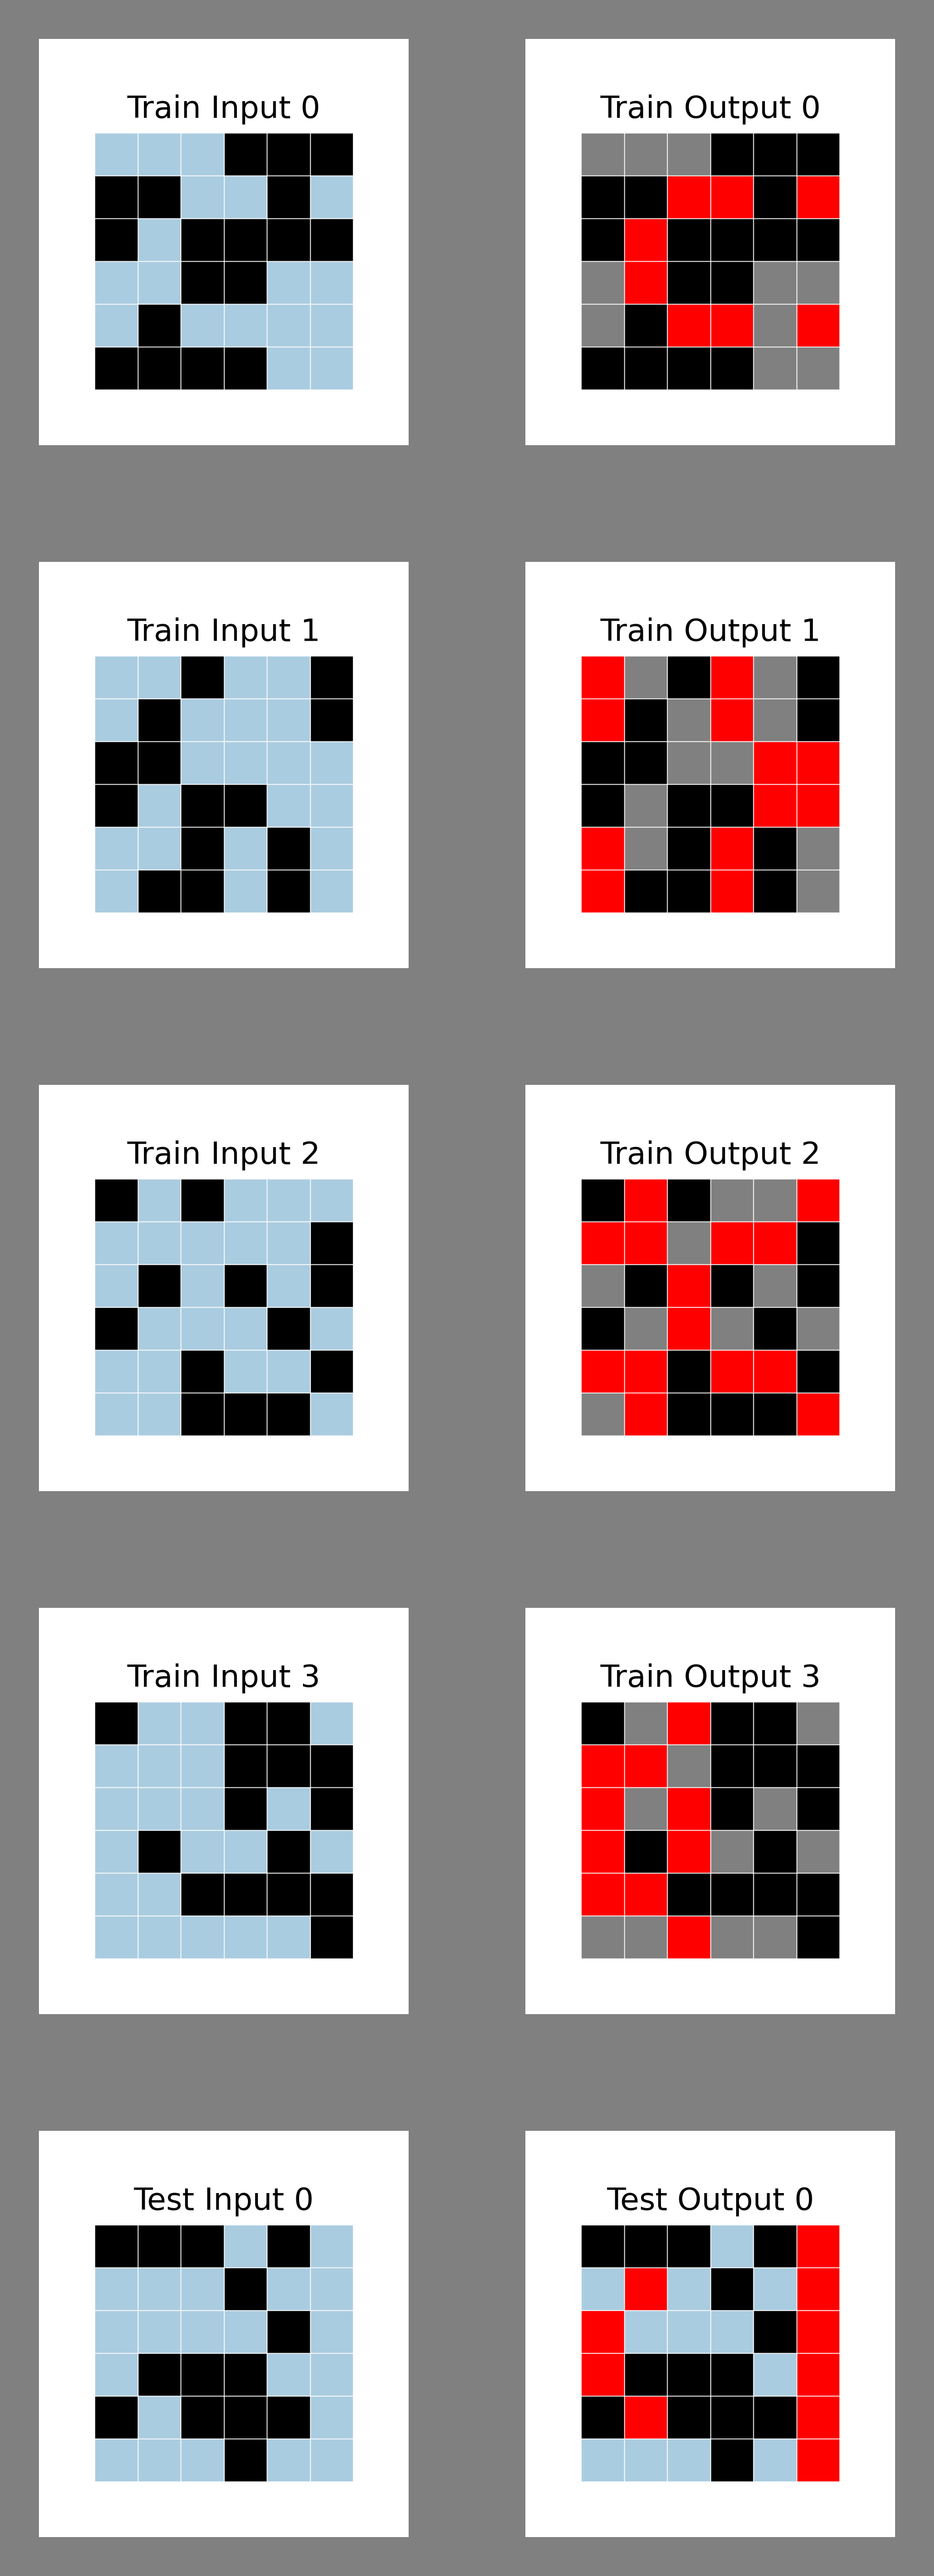 Train Input 0
Train Output 0
Train Input 1
Train Output 1
Train Input 2
Train Output 2
Train Input 3
Train Output 3
Test Input 0
Test Output 0